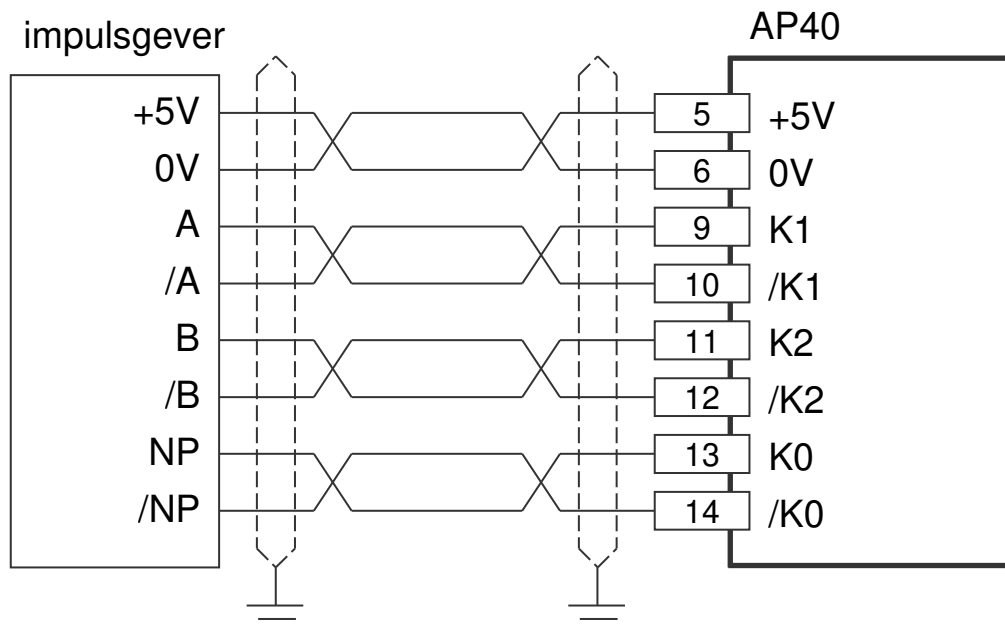 impulsgever
AP40
+5V 5 +5V
0V 6 0V
A 9 K1
/A 10 /K1
B 11 K2
/B 12 /K2
NP 13 K0
/NP 14 /K0